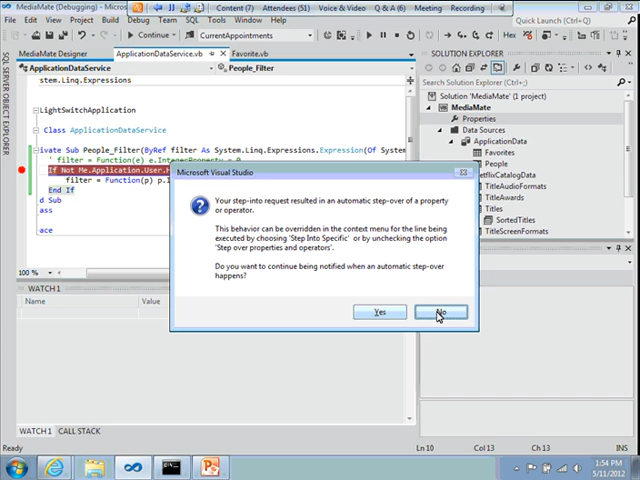 MediaMate (Debugging) - Micros
Content (7)
Attendees (51)
Voice & Video
Q & A (6)
Meeting
Recording
File
Edit
View
Project
Build
Debug
Team
SQL
Tools
Test
Window
Help
Quick Launch (Ctrl+Q)
Continue
CurrentAppointments
Hex
MediaMate Designer
ApplicationDataService.vb
Favorite.vb
ApplicationDataService
People_Filter
stem.Linq.Expressions
LightSwitchApplication
Class ApplicationDataService
ivate Sub People_Filter(ByRef filter As System.Linq.Expressions.Expression(Of System
' filter = Function(e) e.IntegerProperty = 0
If Not Me.Application.User.H
filter = Function(p) p.I
End If
d Sub
ass
ace
100 %
SQL SERVER OBJECT EXPLORER
SOLUTION EXPLORER
Search Solution Explorer (Ctrl+;)
Solution 'MediaMate' (1 project)
MediaMate
Properties
Data Sources
ApplicationData
Favorites
People
etflixCatalogData
TitleAudioFormats
TitleAwards
Titles
SortedTitles
TitleScreenFormats
Microsoft Visual Studio
Your step-into request resulted in an automatic step-over of a property
or operator.
This behavior can be overridden in the context menu for the line being
executed by choosing 'Step Into Specific' or by unchecking the option
'Step over properties and operators'.
Do you want to continue being notified when an automatic step-over
happens?
Yes
No
WATCH 1
Name
Value
WATCH 1
CALL STACK
Ready
Ln 10
Col 13
Ch 13
INS
1:54 PM
5/11/2012